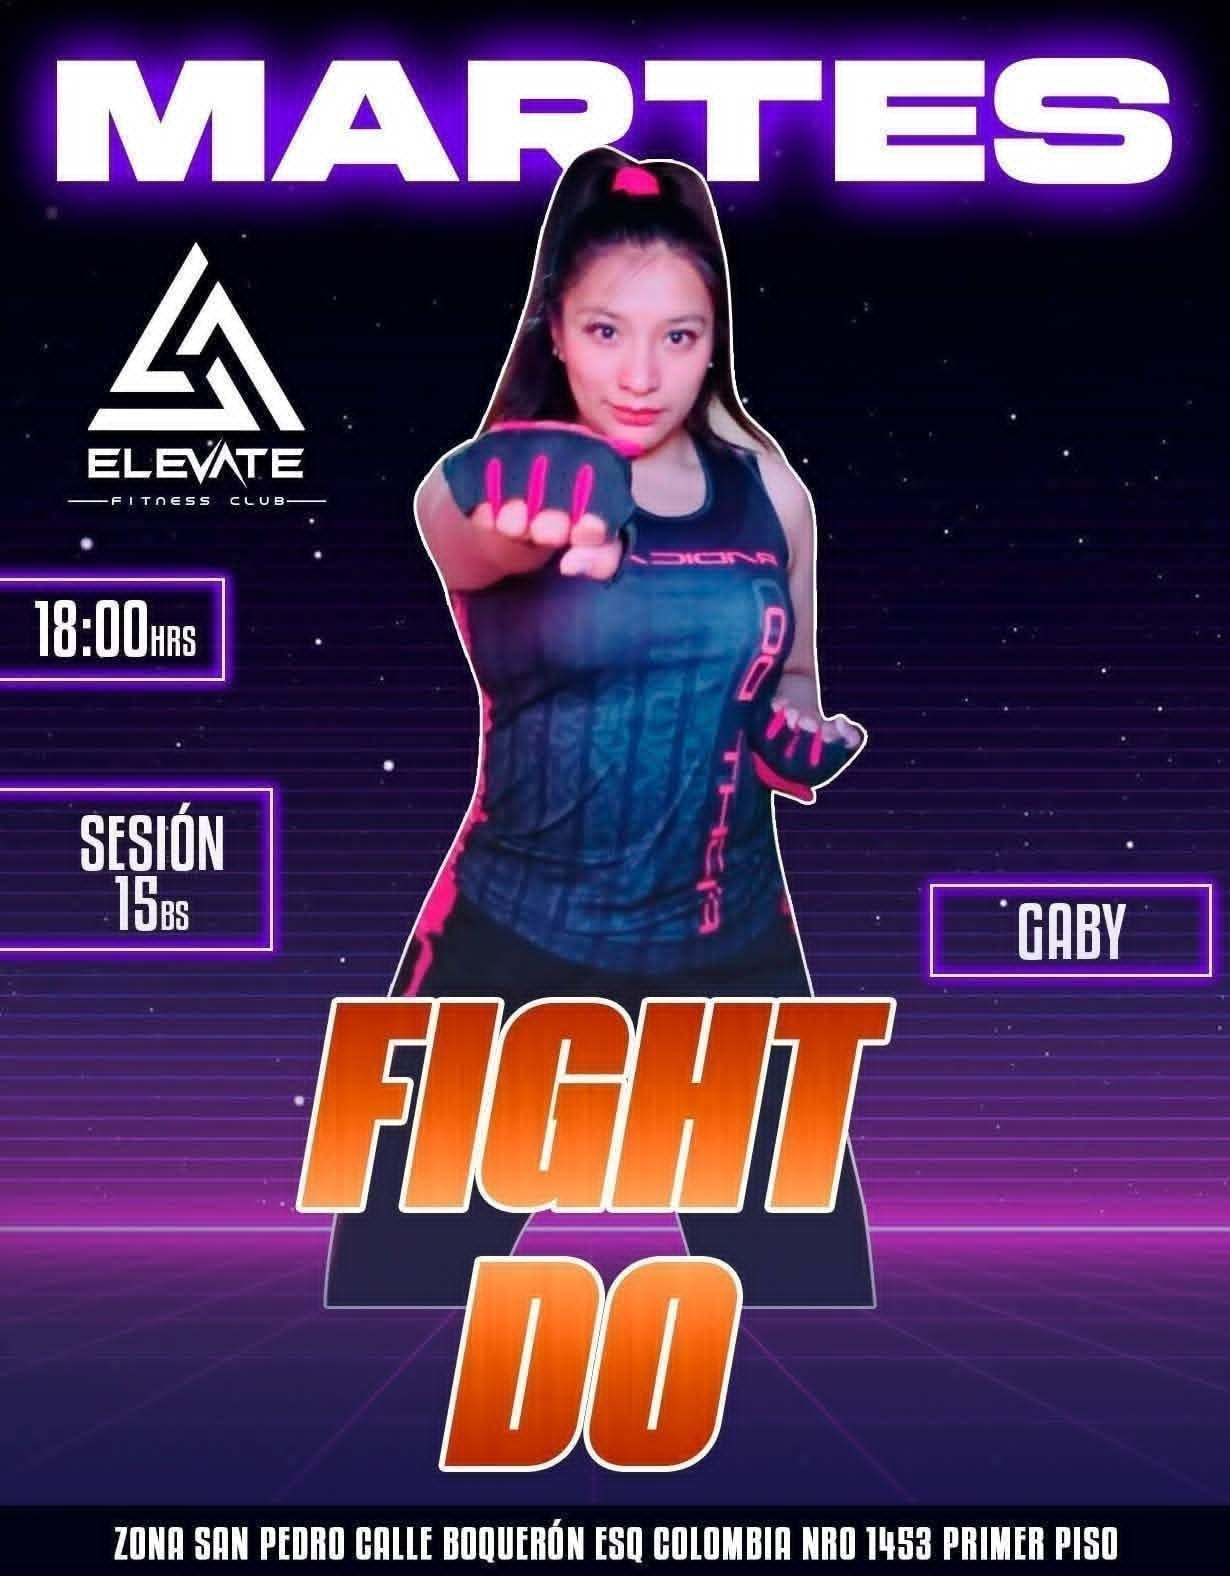 MARTES
ELEVATE
FITNESS CLUB
18:00HRS
SESIÓN
15BS
GABY
FIGHT
DO
ZONA SAN PEDRO CALLE BOQUERÓN ESQ COLOMBIA NRO 1453 PRIMER PISO